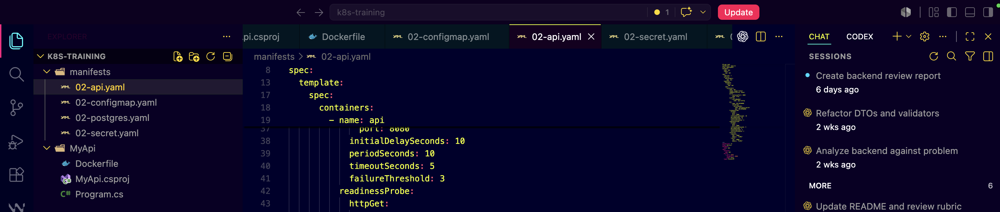 k8s-training
1
Update
EXPLORER
pi.csproj
Dockerfile
02-configmap.yaml
02-api.yaml
02-secret.yaml
CHAT
CODEX
K8S-TRAINING
manifests
02-api.yaml
02-configmap.yaml
02-postgres.yaml
02-secret.yaml
MyApi
Dockerfile
MyApi.csproj
C# Program.cs
manifests > 02-api.yaml
8 spec:
13 template:
17 spec:
18 containers:
19 - name: api
37 port: 8080
38 initialDelaySeconds: 10
39 periodSeconds: 10
40 timeoutSeconds: 5
41 failureThreshold: 3
42 readinessProbe:
43 httpGet:
SESSIONS
Create backend review report
6 days ago
Refactor DTOs and validators
2 wks ago
Analyze backend against problem
2 wks ago
MORE 6
Update README and review rubric